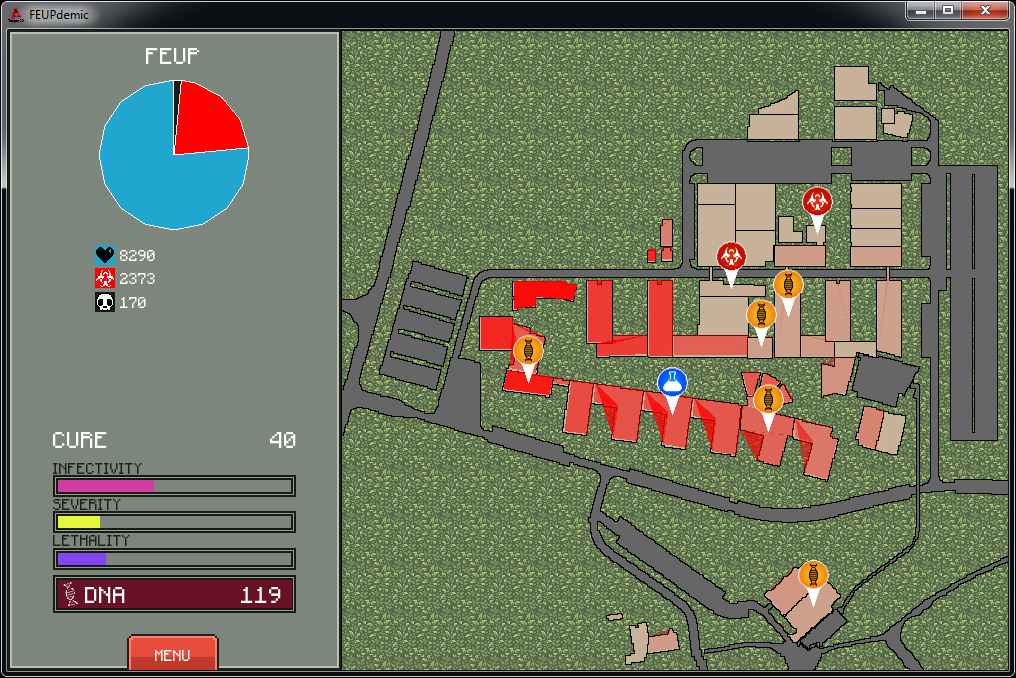 FEUPdemic
FEUP
8290
2373
170
CURE 40
INFECTIVITY
SEVERITY
LETHALITY
DNA 119
MENU